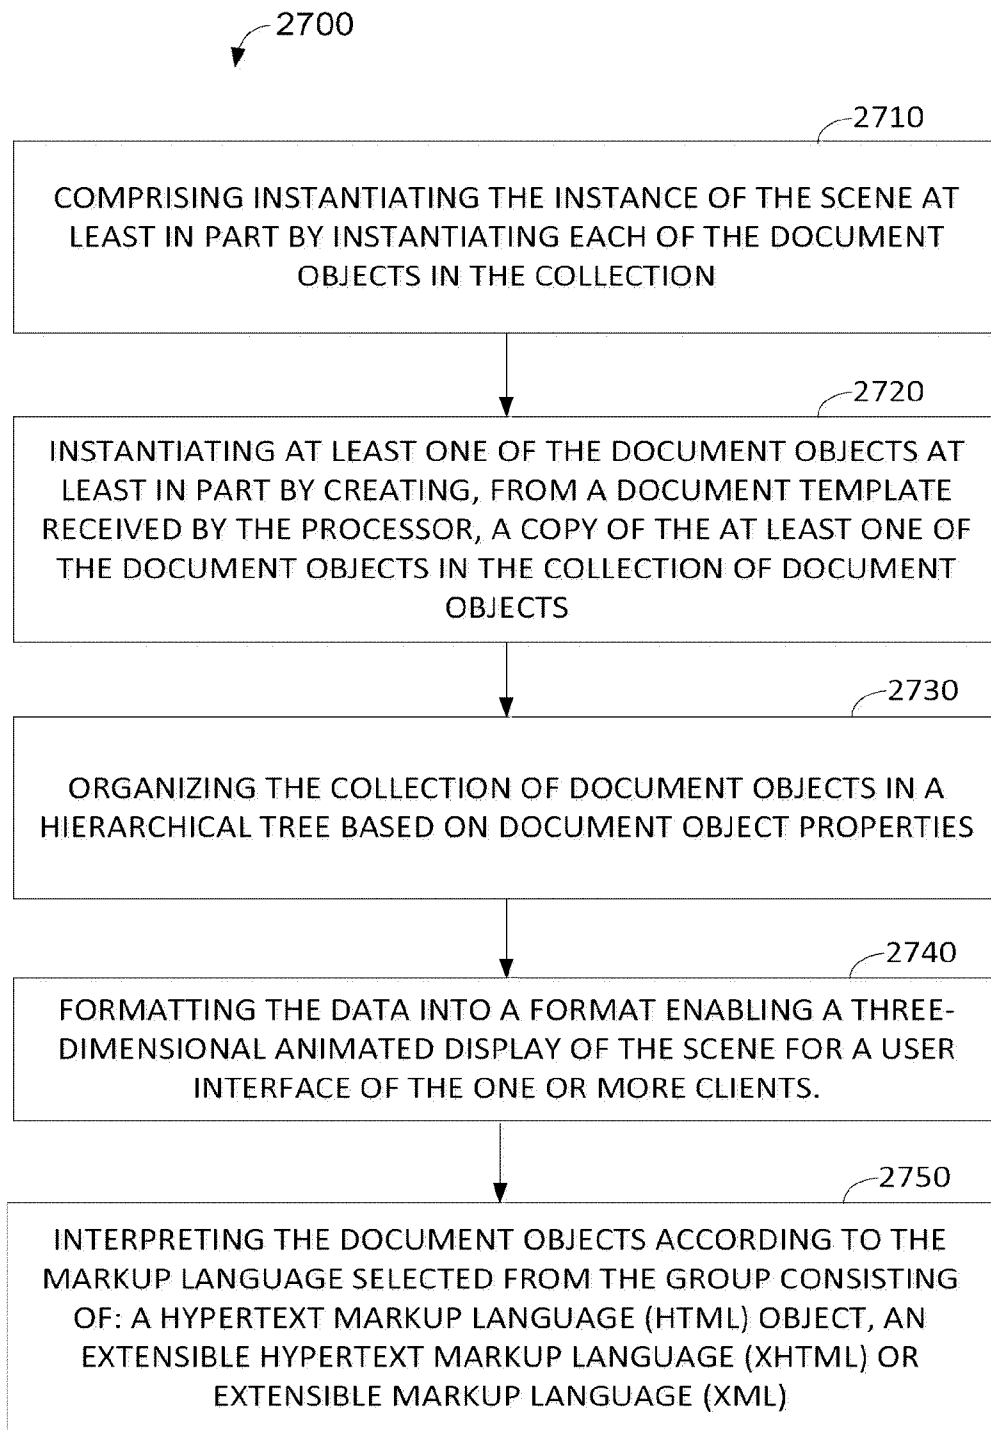 2700
2710
COMPRISING INSTANTIATING THE INSTANCE OF THE SCENE AT
LEAST IN PART BY INSTANTIATING EACH OF THE DOCUMENT
OBJECTS IN THE COLLECTION
2720
INSTANTIATING AT LEAST ONE OF THE DOCUMENT OBJECTS AT
LEAST IN PART BY CREATING, FROM A DOCUMENT TEMPLATE
RECEIVED BY THE PROCESSOR, A COPY OF THE AT LEAST ONE OF
THE DOCUMENT OBJECTS IN THE COLLECTION OF DOCUMENT
OBJECTS
2730
ORGANIZING THE COLLECTION OF DOCUMENT OBJECTS IN A
HIERARCHICAL TREE BASED ON DOCUMENT OBJECT PROPERTIES
2740
FORMATTING THE DATA INTO A FORMAT ENABLING A THREE-
DIMENSIONAL ANIMATED DISPLAY OF THE SCENE FOR A USER
INTERFACE OF THE ONE OR MORE CLIENTS.
2750
INTERPRETING THE DOCUMENT OBJECTS ACCORDING TO THE
MARKUP LANGUAGE SELECTED FROM THE GROUP CONSISTING
OF: A HYPERTEXT MARKUP LANGUAGE (HTML) OBJECT, AN
EXTENSIBLE HYPERTEXT MARKUP LANGUAGE (XHTML) OR
EXTENSIBLE MARKUP LANGUAGE (XML)